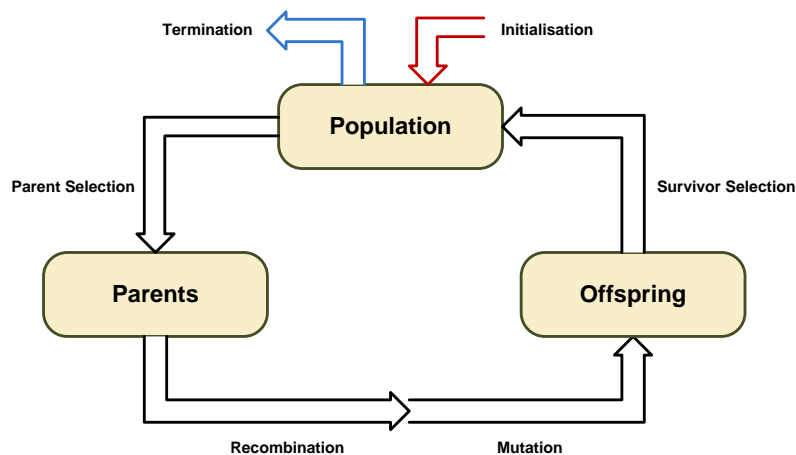 Termination
Initialisation
Population
Parent Selection
Survivor Selection
Parents
Offspring
Recombination
Mutation